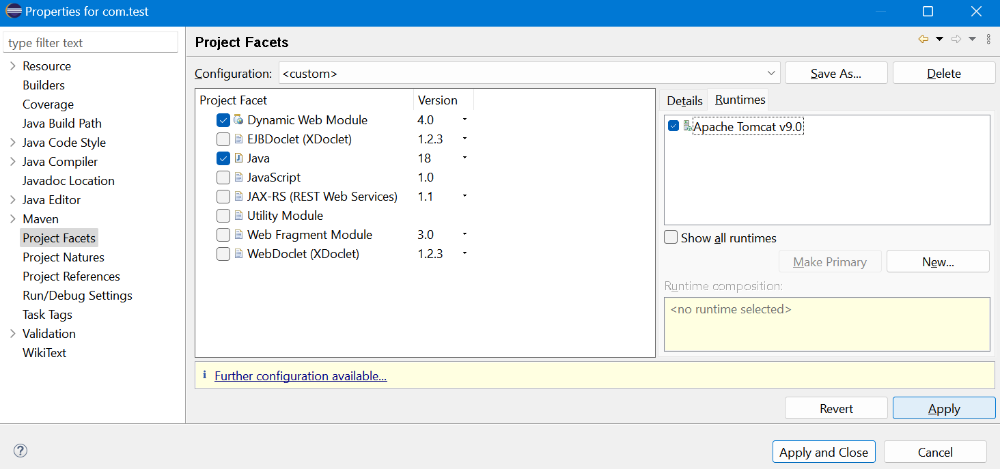 Properties for com.test
type filter text
Resource
Builders
Coverage
Java Build Path
Java Code Style
Java Compiler
Javadoc Location
Java Editor
Maven
Project Facets
Project Natures
Project References
Run/Debug Settings
Task Tags
Validation
WikiText
Project Facets
Configuration: <custom> Save As... Delete
Project Facet Version
Dynamic Web Module 4.0
EJBDoclet (XDoclet) 1.2.3
Java 18
JavaScript 1.0
JAX-RS (REST Web Services) 1.1
Utility Module
Web Fragment Module 3.0
WebDoclet (XDoclet) 1.2.3
Details Runtimes
Apache Tomcat v9.0
Show all runtimes
Make Primary New...
Runtime composition:
<no runtime selected>
i Further configuration available...
Revert Apply
? Apply and Close Cancel